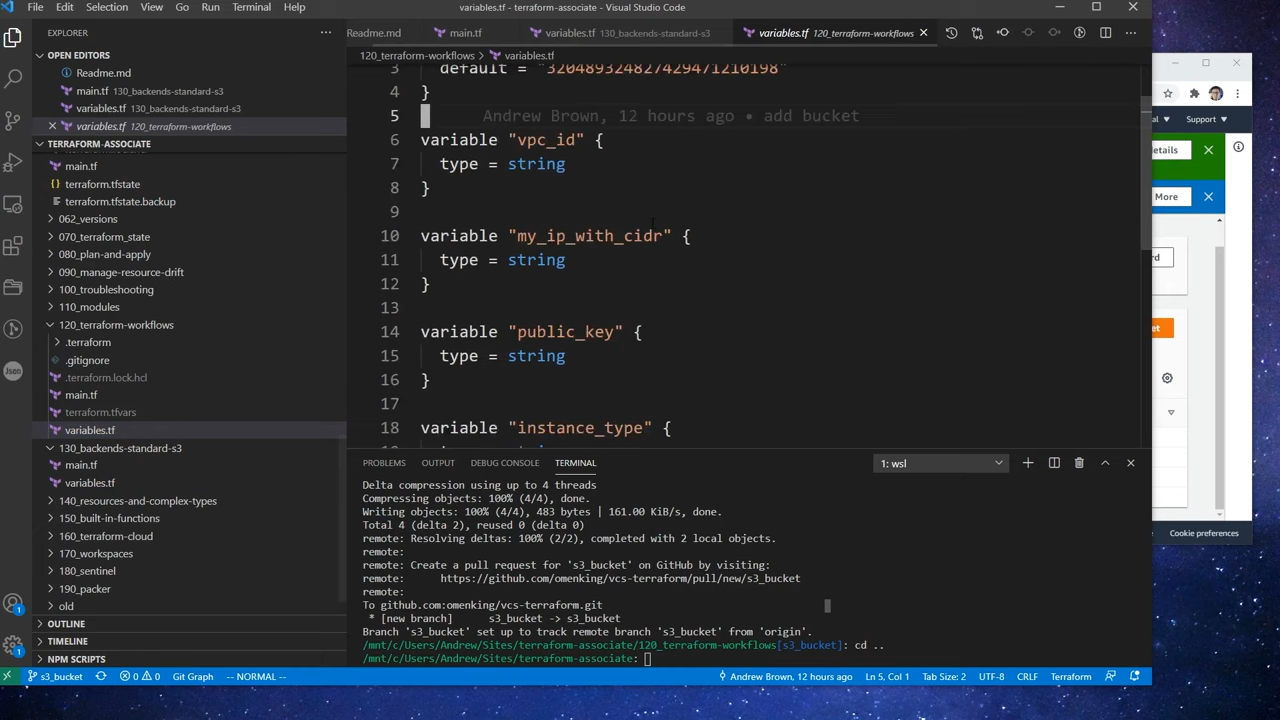 File Edit Selection View Go Run Terminal Help
variables.tf - terraform-associate - Visual Studio Code
EXPLORER
Readme.md
main.tf
variables.tf 130_backends-standard-s3
variables.tf 120_terraform-workflows
OPEN EDITORS
Readme.md
main.tf 130_backends-standard-s3
variables.tf 130_backends-standard-s3
variables.tf 120_terraform-workflows
TERRAFORM-ASSOCIATE
main.tf
terraform.tfstate
terraform.tfstate.backup
062_versions
070_terraform_state
080_plan-and-apply
090_manage-resource-drift
100_troubleshooting
110_modules
120_terraform-workflows
.terraform
.gitignore
.terraform.lock.hcl
main.tf
terraform.tfvars
variables.tf
130_backends-standard-s3
main.tf
variables.tf
140_resources-and-complex-types
150_built-in-functions
160_terraform-cloud
170_workspaces
180_sentinel
190_packer
old
OUTLINE
TIMELINE
NPM SCRIPTS
120_terraform-workflows > variables.tf
3 default = "3204893248274294712​10198"
4 }
5 Andrew Brown, 12 hours ago • add bucket
6 variable "vpc_id" {
7 type = string
8 }
9
10 variable "my_ip_with_cidr" {
11 type = string
12 }
13
14 variable "public_key" {
15 type = string
16 }
17
18 variable "instance_type" {
PROBLEMS OUTPUT DEBUG CONSOLE TERMINAL
1: wsl
Delta compression using up to 4 threads
Compressing objects: 100% (4/4), done.
Writing objects: 100% (4/4), 483 bytes | 161.00 KiB/s, done.
Total 4 (delta 2), reused 0 (delta 0)
remote: Resolving deltas: 100% (2/2), completed with 2 local objects.
remote:
remote: Create a pull request for 's3_bucket' on GitHub by visiting:
remote: https://github.com/omenking/vcs-terraform/pull/new/s3_bucket
remote:
To github.com:omenking/vcs-terraform.git
* [new branch] s3_bucket -> s3_bucket
Branch 's3_bucket' set up to track remote branch 's3_bucket' from 'origin'.
/mnt/c/Users/Andrew/Sites/terraform-associate/120_terraform-workflows[s3_bucket]: cd ..
/mnt/c/Users/Andrew/Sites/terraform-associate:
s3_bucket 0 0 Git Graph -- NORMAL -- Andrew Brown, 12 hours ago Ln 5, Col 1 Tab Size: 2 UTF-8 CRLF Terraform
Json
1
1
Support
details
More
Cookie preferences